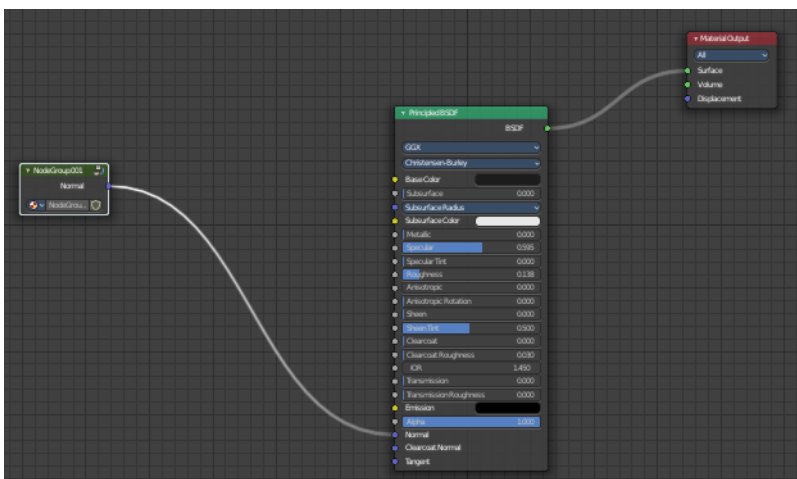 Material Output
All
Surface
Volume
Displacement
Principled BSDF
BSDF
GGX
Christensen-Burley
Base Color
Subsurface 0.000
Subsurface Radius
Subsurface Color
Metallic 0.000
Specular 0.595
Specular Tint 0.000
Roughness 0.138
Anisotropic 0.000
Anisotropic Rotation 0.000
Sheen 0.000
Sheen Tint 0.500
Clearcoat 0.000
Clearcoat Roughness 0.030
IOR 1.450
Transmission 0.000
Transmission Roughness 0.000
Emission
Alpha 1.000
Normal
Clearcoat Normal
Tangent
NodeGroup.001
Normal
NodeGrou...